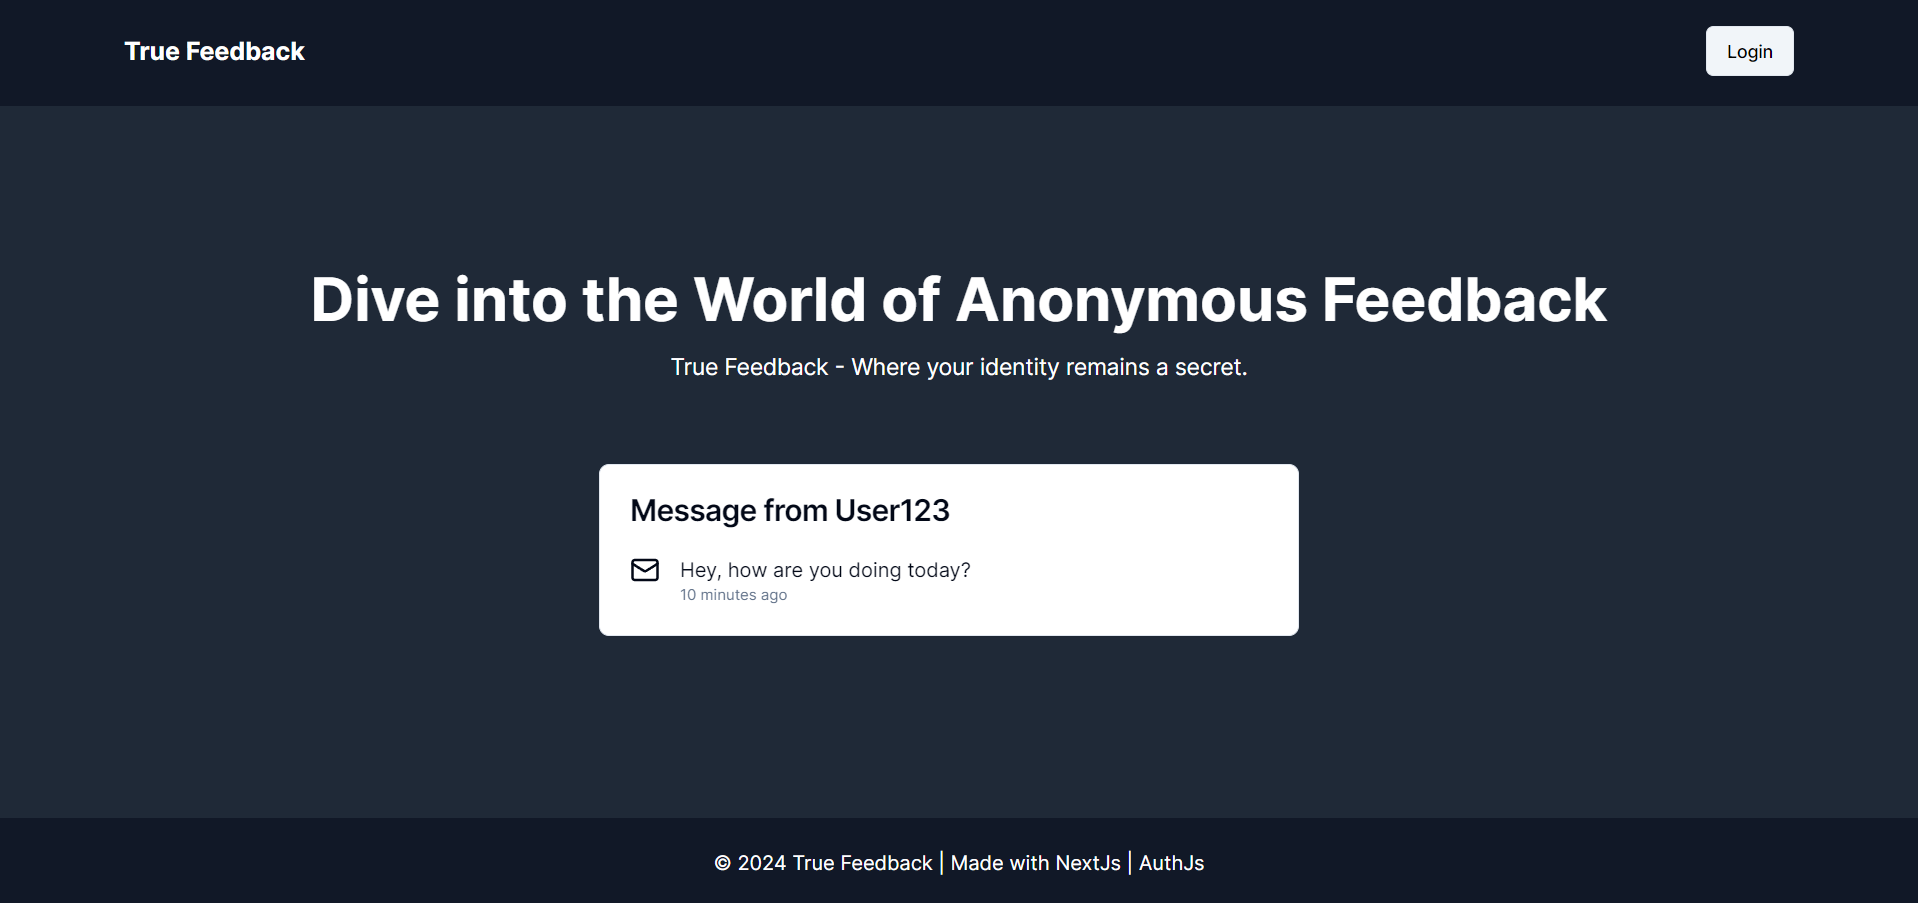 True Feedback
Login
Dive into the World of Anonymous Feedback
True Feedback - Where your identity remains a secret.
Message from User123
Hey, how are you doing today?
10 minutes ago
© 2024 True Feedback | Made with NextJs | AuthJs